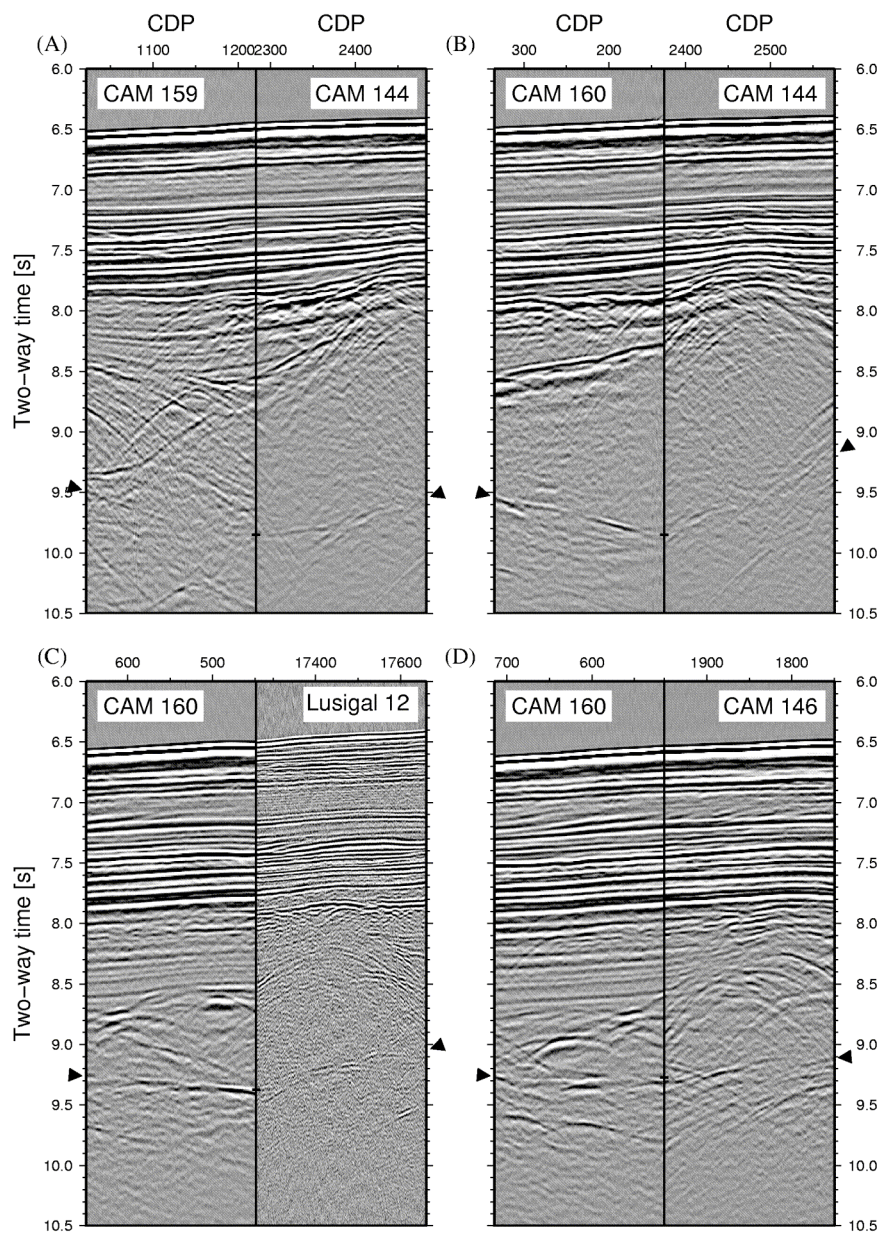 CDP CDP
(A) 1100 1200 2300 2400 (B) 300 200 2400 2500
6.0 6.0
CAM 159 CAM 144 CAM 160 CAM 144
6.5 6.5
7.0 7.0
7.5 7.5
Two-way time [s]
8.0 8.0
8.5 8.5
9.0 9.0
9.5 9.5
10.0 10.0
10.5 10.5
(C) 600 500 17400 17600 (D) 700 600 1900 1800
6.0 6.0
CAM 160 Lusigal 12 CAM 160 CAM 146
6.5 6.5
7.0 7.0
7.5 7.5
Two-way time [s]
8.0 8.0
8.5 8.5
9.0 9.0
9.5 9.5
10.0 10.0
10.5 10.5